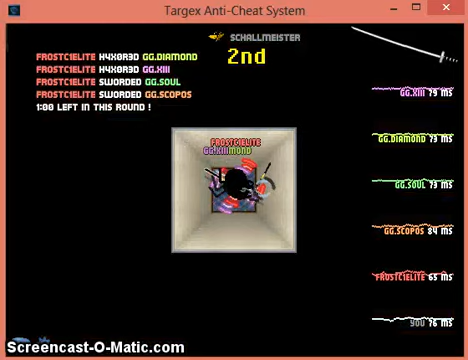 Targex Anti-Cheat System
SCHALLMEISTER
2nd
FROSTCIELITE H4X0R3D GG.DIAMOND
FROSTCIELITE H4X0R3D GG.XIII
FROSTCIELITE SWORDED GG.SOUL
FROSTCIELITE SWORDED GG.SCOPOS
1:00 LEFT IN THIS ROUND !
FROSTCIELITE
GG.XIIIMOND
GG.XIII 79 MS
GG.DIAMOND 73 MS
GG.SOUL 73 MS
GG.SCOPOS 84 MS
FROSTCIELITE 65 MS
YOU 76 MS
Screencast-O-Matic.com